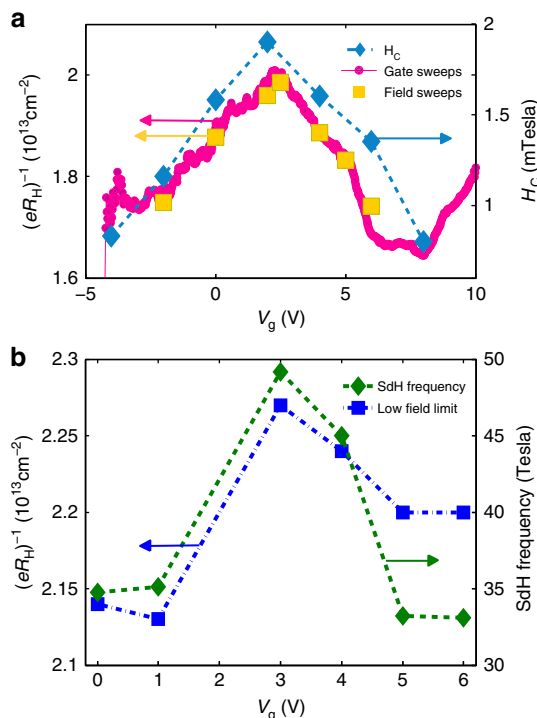 a
2
1.8
1.6
(eR_H)^−1 (10^13cm^−2)
H_C
Gate sweeps
Field sweeps
2
1.5
1
H_C (mTesla)
−5
0
5
10
V_g (V)
b
2.3
2.25
2.2
2.15
2.1
(eR_H)^−1 (10^13cm^−2)
SdH frequency
Low field limit
50
45
40
35
30
SdH frequency (Tesla)
0
1
2
3
4
5
6
V_g (V)